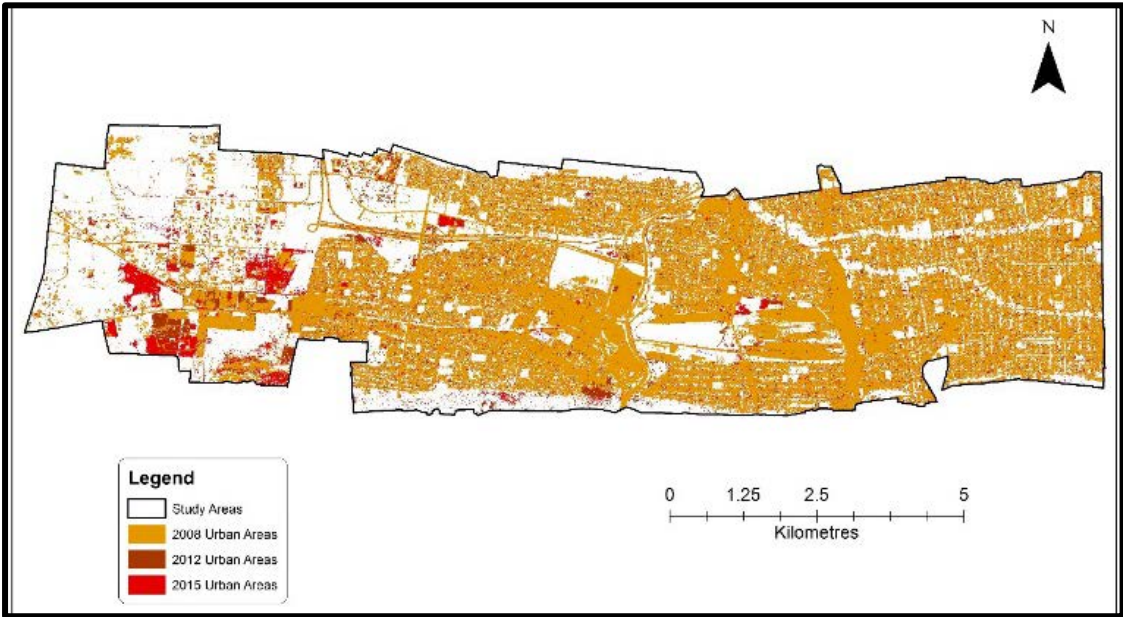 N
Legend
Study Areas
2008 Urban Areas
2012 Urban Areas
2015 Urban Areas
0 1.25 2.5 5
Kilometres